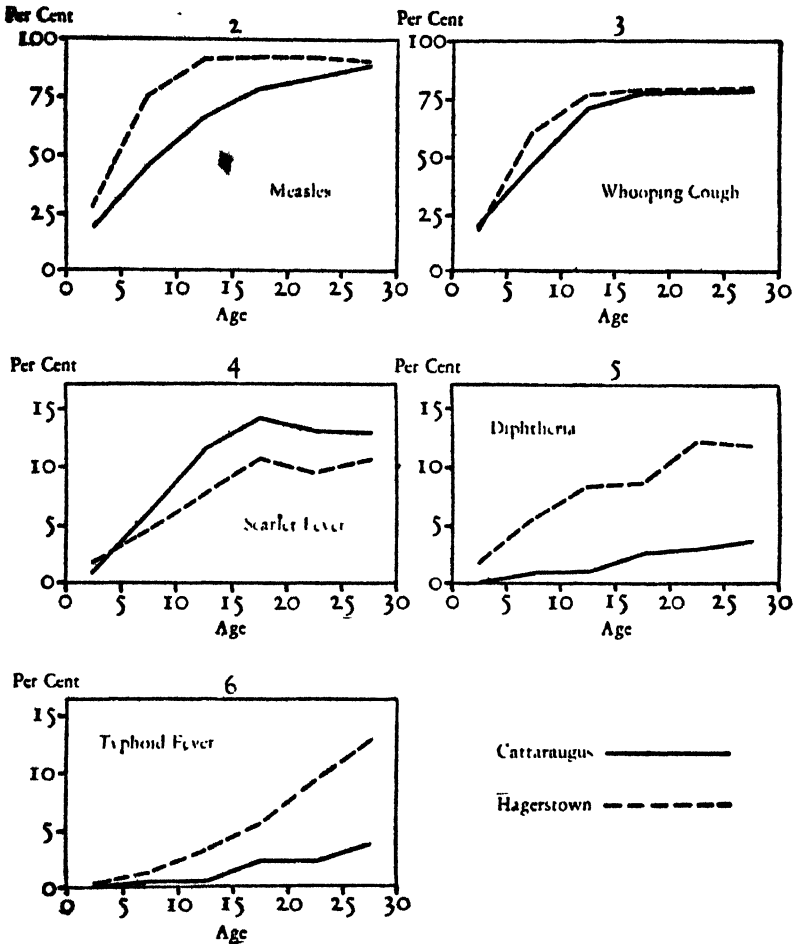 Per Cent
2
100
75
50
25
0
Measles
0 5 10 15 20 25 30
Age
Per Cent
3
100
75
50
25
0
Whooping Cough
0 5 10 15 20 25 30
Age
Per Cent
4
15
10
5
0
Scarlet Fever
0 5 10 15 20 25 30
Age
Per Cent
5
15
10
5
0
Diphtheria
0 5 10 15 20 25 30
Age
Per Cent
6
15
10
5
0
Typhoid Fever
0 5 10 15 20 25 30
Age
Cattaraugus
Hagerstown